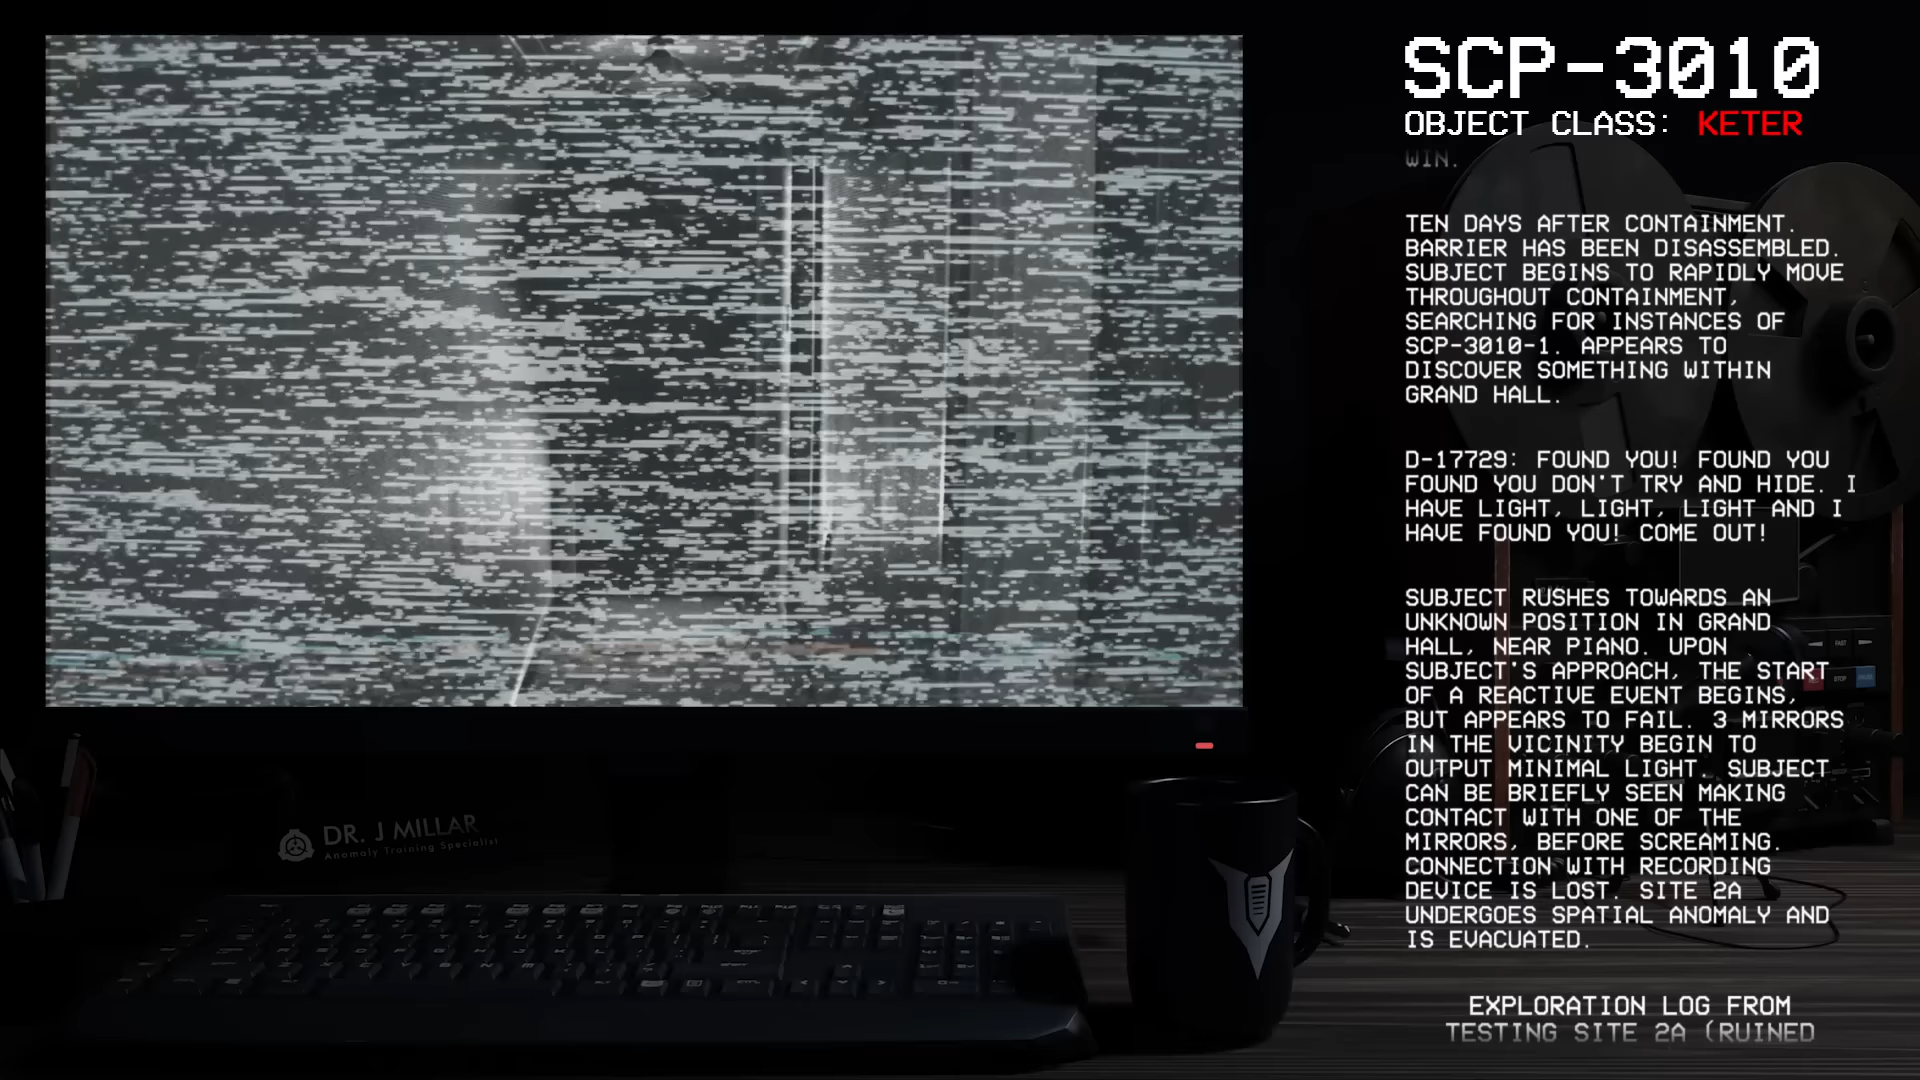 SCP-3010
OBJECT CLASS: KETER
WIN.
TEN DAYS AFTER CONTAINMENT.
BARRIER HAS BEEN DISASSEMBLED.
SUBJECT BEGINS TO RAPIDLY MOVE
THROUGHOUT CONTAINMENT,
SEARCHING FOR INSTANCES OF
SCP-3010-1. APPEARS TO
DISCOVER SOMETHING WITHIN
GRAND HALL.
D-17729: FOUND YOU! FOUND YOU
FOUND YOU DON'T TRY AND HIDE. I
HAVE LIGHT, LIGHT, LIGHT AND I
HAVE FOUND YOU! COME OUT!
SUBJECT RUSHES TOWARDS AN
UNKNOWN POSITION IN GRAND
HALL, NEAR PIANO. UPON
SUBJECT'S APPROACH, THE START
OF A REACTIVE EVENT BEGINS,
BUT APPEARS TO FAIL. 3 MIRRORS
IN THE VICINITY BEGIN TO
OUTPUT MINIMAL LIGHT. SUBJECT
CAN BE BRIEFLY SEEN MAKING
CONTACT WITH ONE OF THE
MIRRORS, BEFORE SCREAMING.
CONNECTION WITH RECORDING
DEVICE IS LOST. SITE 2A
UNDERGOES SPATIAL ANOMALY AND
IS EVACUATED.
EXPLORATION LOG FROM
TESTING SITE 2A (RUINED
DR. J MILLAR
Anomaly Training Specialist